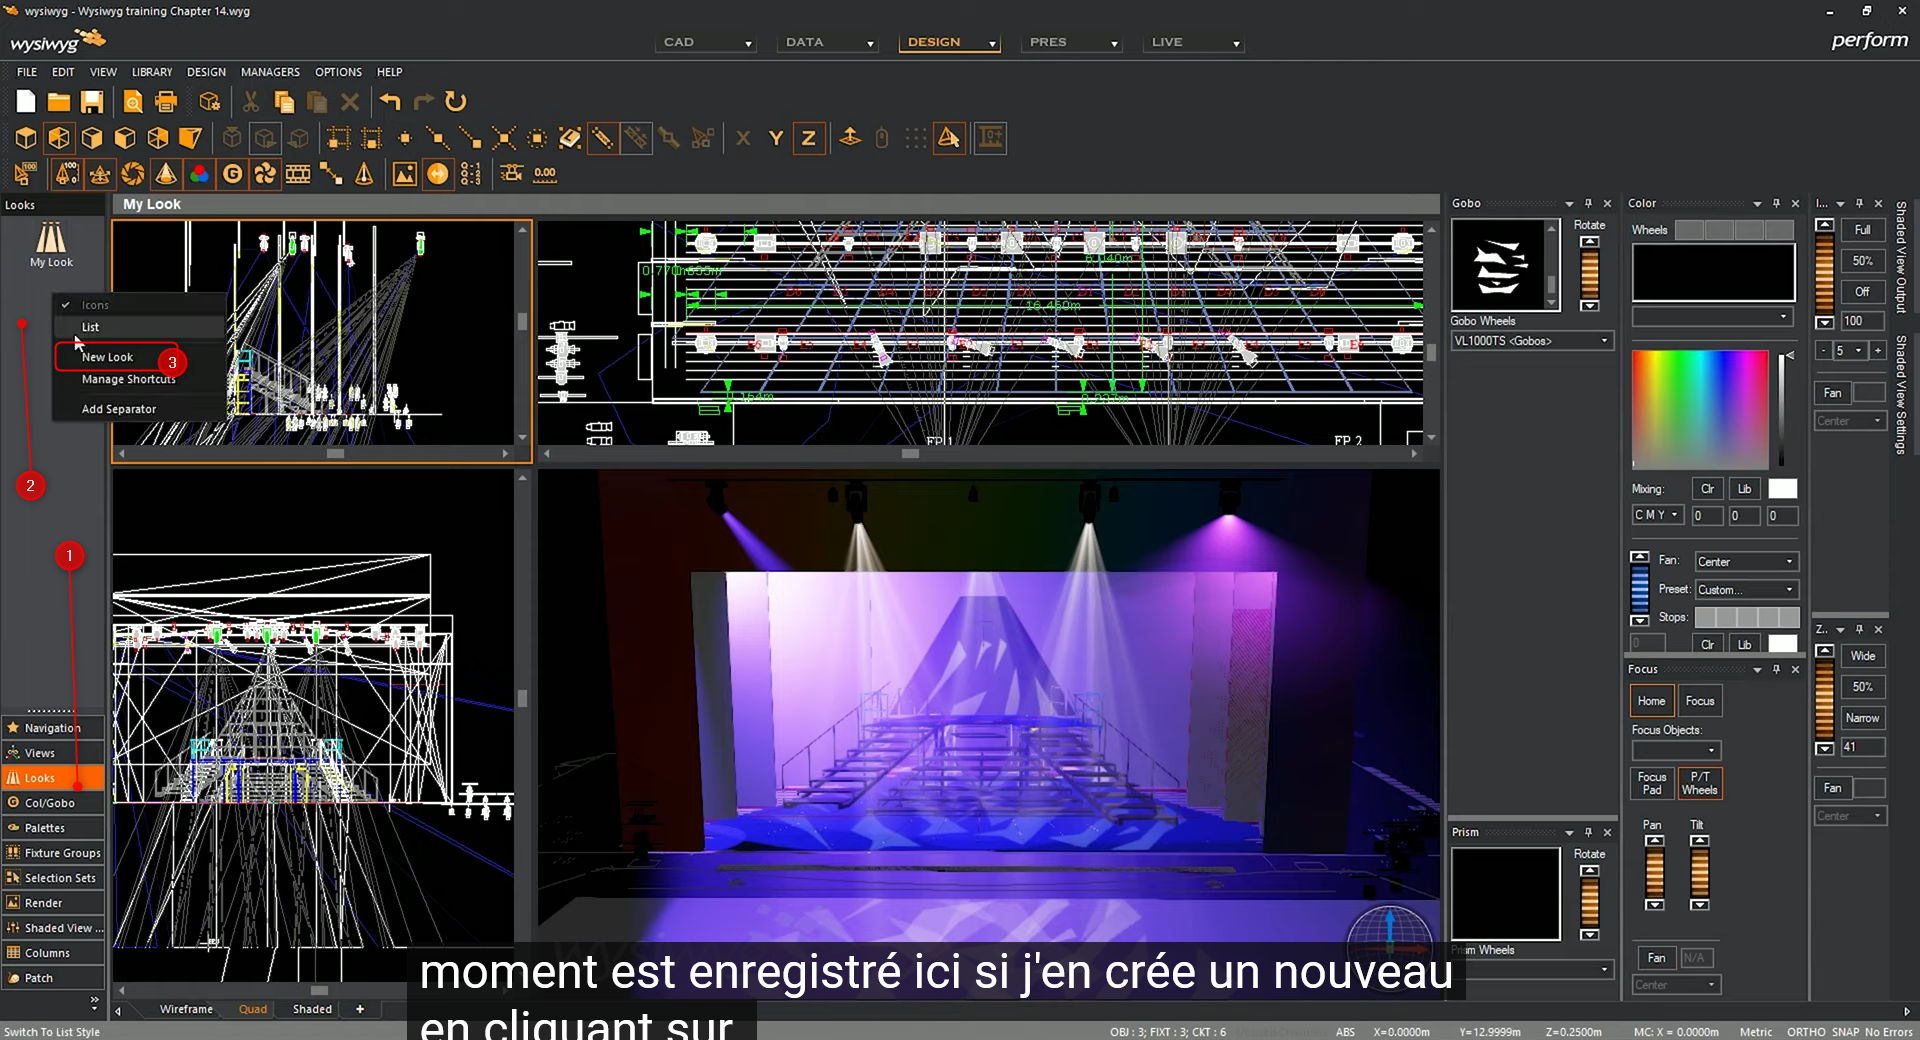 wysiwyg - Wysiwyg training Chapter 14.wyg
wysiwyg
CAD
DATA
DESIGN
PRES
LIVE
perform
FILE EDIT VIEW LIBRARY DESIGN MANAGERS OPTIONS HELP
X Y Z
100
G
0.00
Looks
My Look
My Look
Icons
List
New Look
3
Manage Shortcuts
Add Separator
2
1
Navigation
Views
Looks
Col/Gobo
Palettes
Fixture Groups
Selection Sets
Render
Shaded View ...
Columns
Patch
16.460m
FP 1
FP 2
Gobo
Rotate
Gobo Wheels
VL1000TS <Gobos>
Prism
Rotate
Prism Wheels
Color
Wheels
Mixing: Clr Lib
CMY 0 0 0
Fan: Center
Preset: Custom...
Stops:
0 Clr Lib
Focus
Home Focus
Focus Objects:
Focus Pad
P/T Wheels
Pan Tilt
Fan N/A
Center
I...
Full
50%
Off
100
- 5 +
Fan
Center
Z..
Wide
50%
Narrow
41
Fan
Center
Shaded View Output
Shaded View Settings
moment est enregistré ici si j'en crée un nouveau
en cliquant sur
Wireframe Quad Shaded +
Switch To List Style
OBJ : 3; FIXT : 3; CKT : 6
ABS X=0.0000m Y=12.9999m Z=0.2500m MC: X = 0.0000m Metric ORTHO SNAP No Errors